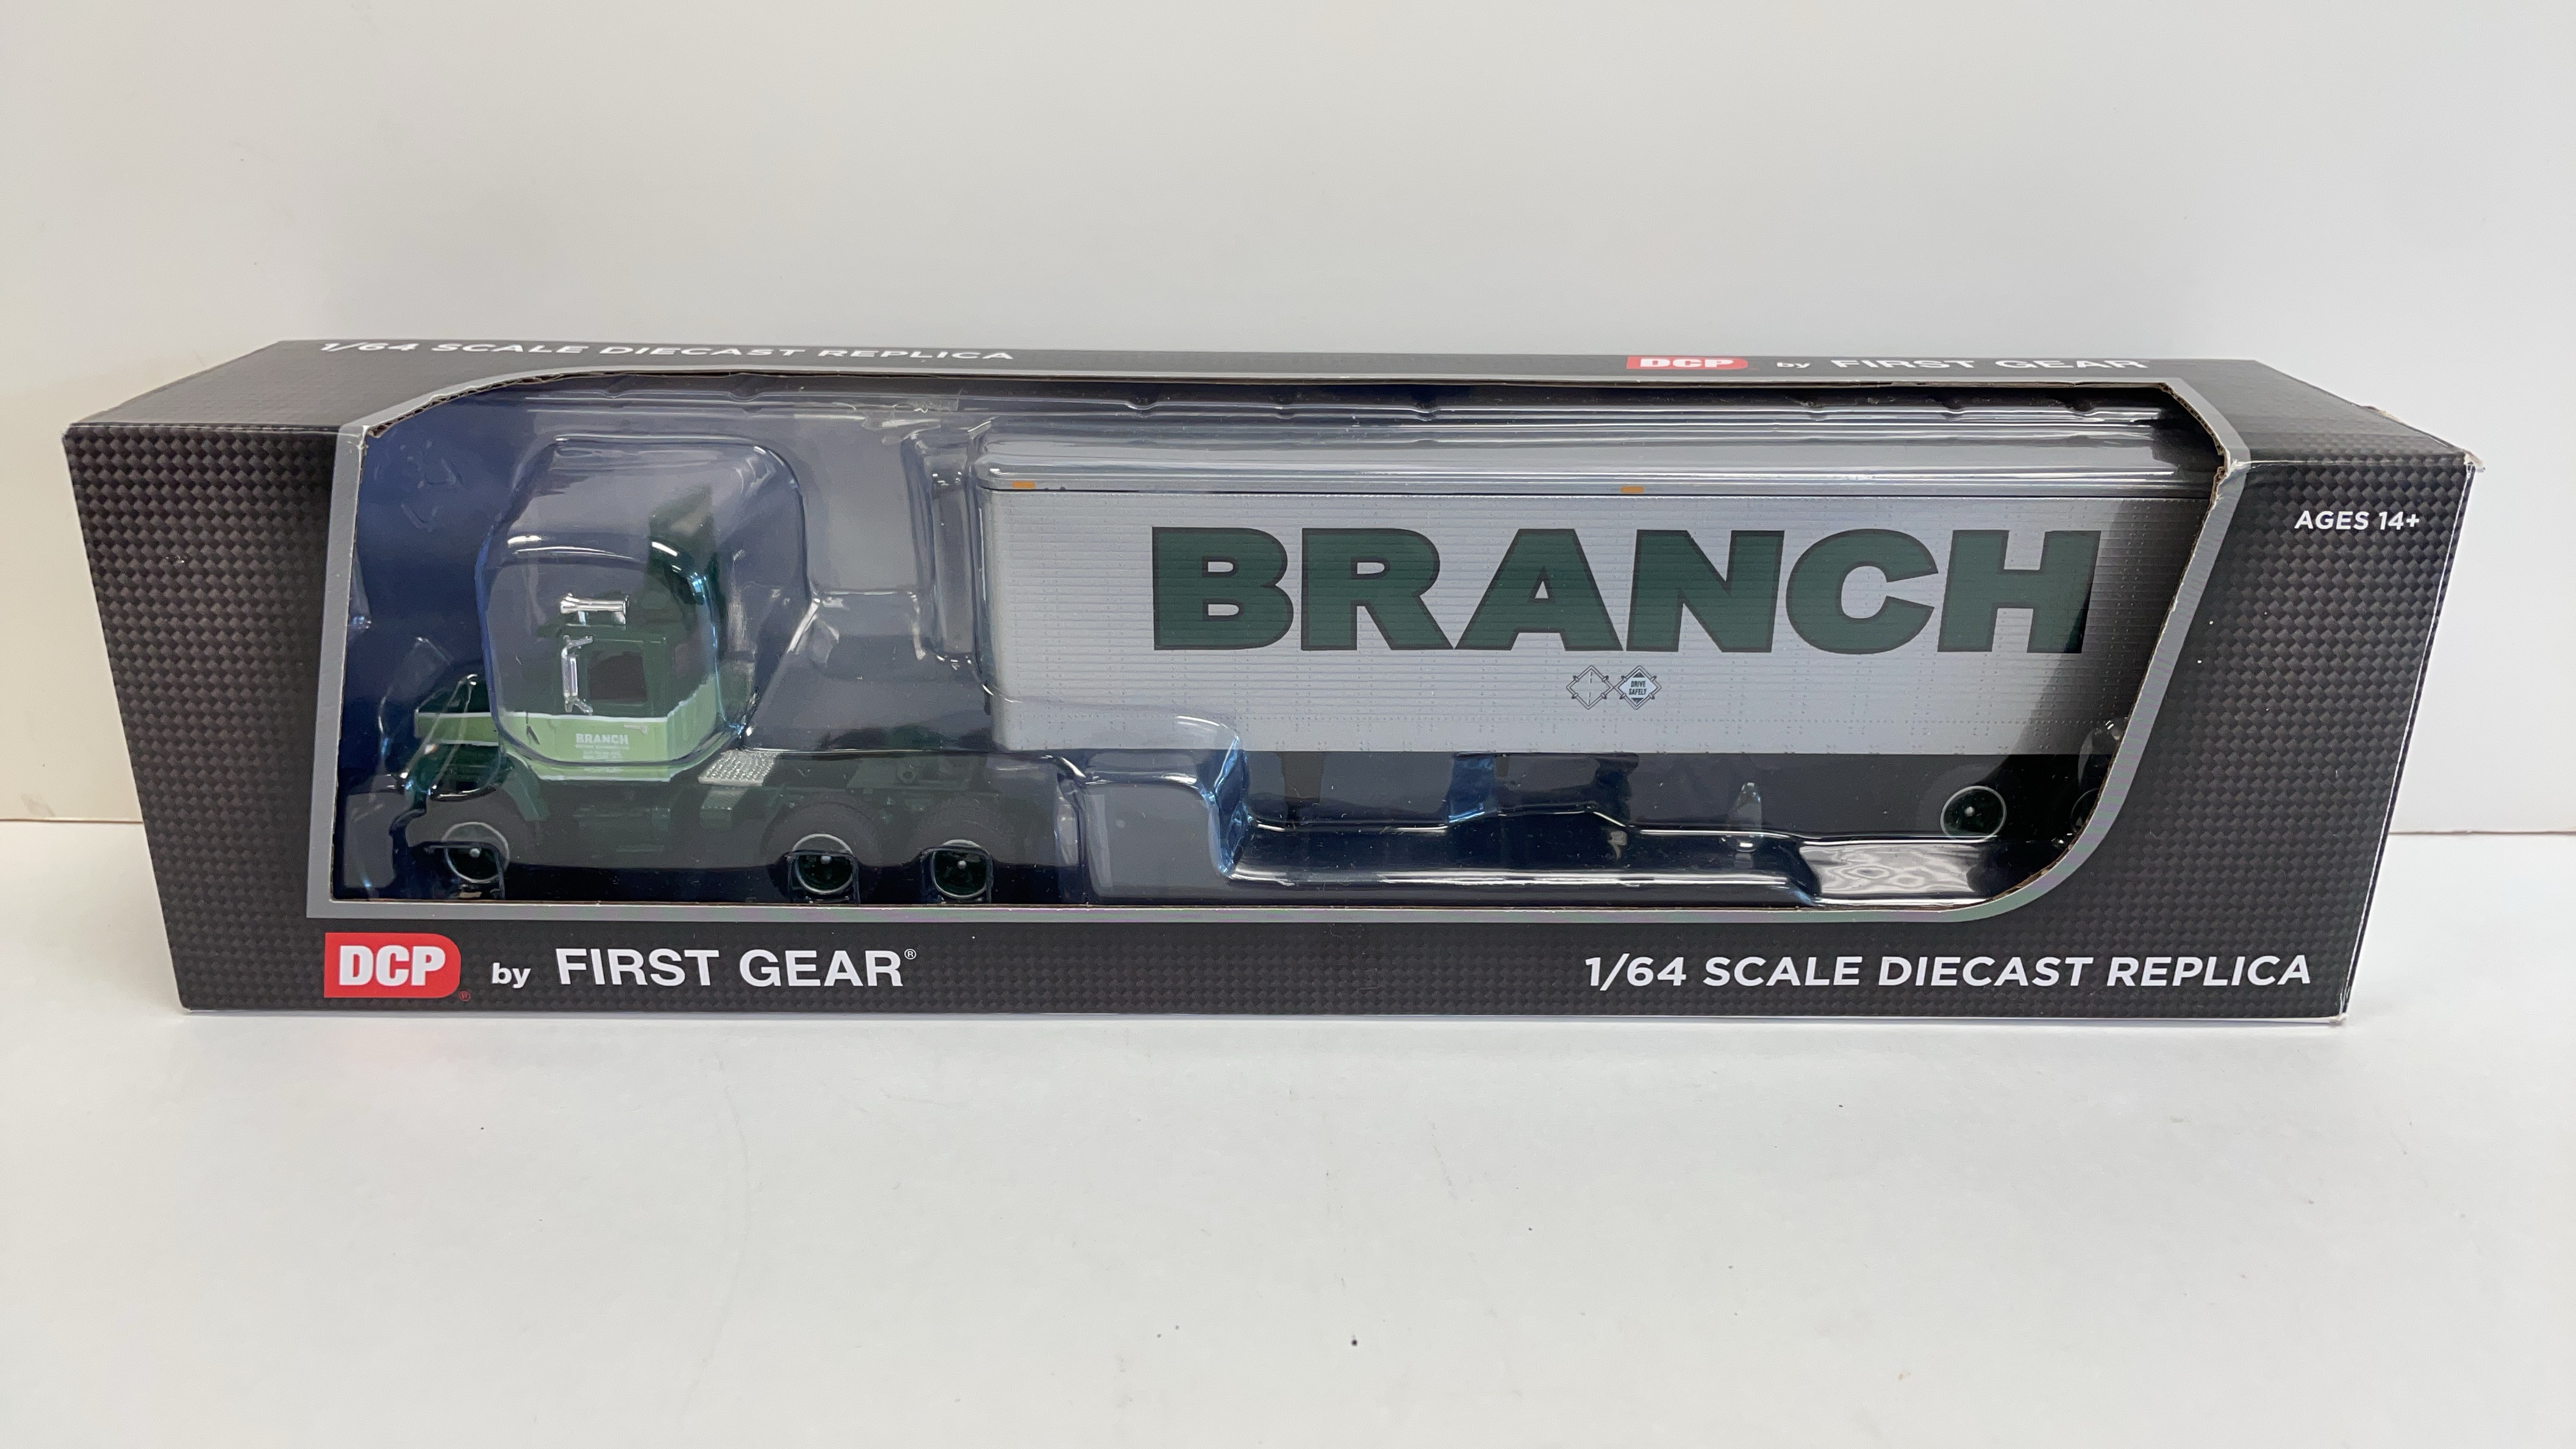 1/64 SCALE DIECAST REPLICA
DCP by FIRST GEAR
AGES 14+
BRANCH
DRIVE
SAFELY
BRANCH
DCP® by FIRST GEAR®
1/64 SCALE DIECAST REPLICA